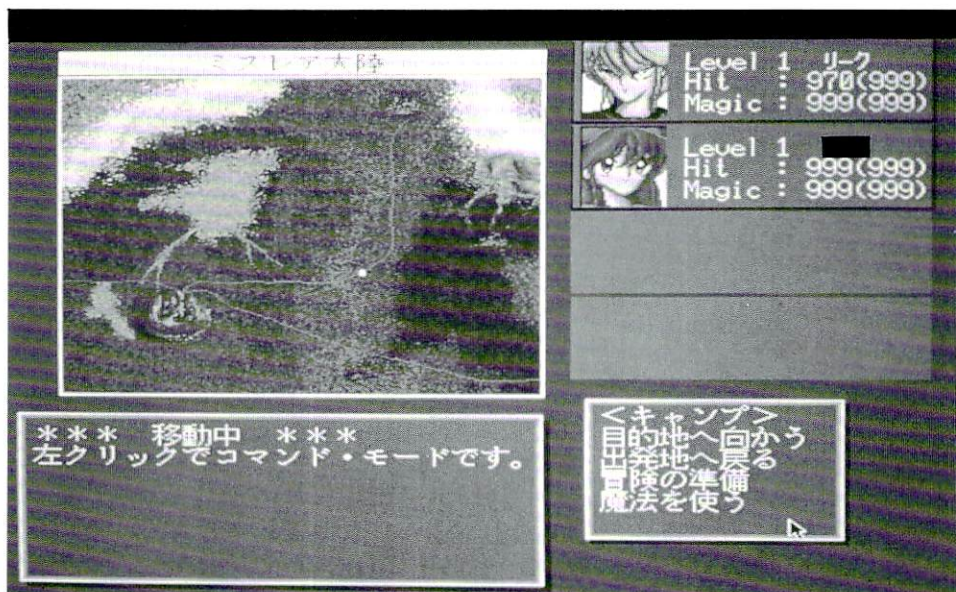 ミフレア大陸
Level 1 リーク
Hit : 970(999)
Magic : 999(999)
Level 1
Hit : 999(999)
Magic : 999(999)
＊＊＊ 移動中 ＊＊＊
左クリックでコマンド・モードです。
＜キャンプ＞
目的地へ向かう
出発地へ戻る
冒険の準備
魔法を使う